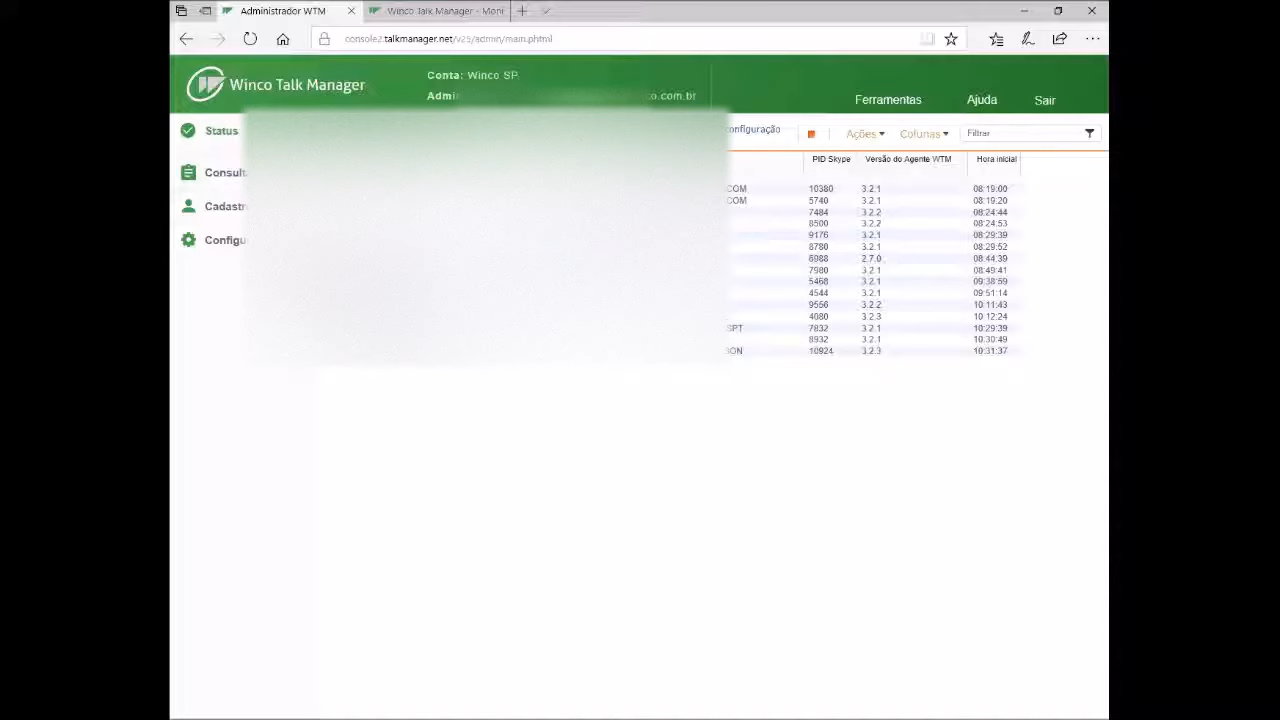 Administrador WTM
Winco Talk Manager - Moni
console2.talkmanager.net/v25/admin/main.phtml
Winco Talk Manager
Conta: Winco SP
Admi co.com.br
Ferramentas Ajuda Sair
Status
Consult
Cadastr
Configu
onfiguração Ações Colunas Filtrar
PID Skype Versão do Agente WTM Hora inicial
COM 10380 3.2.1 08:19:00
COM 5740 3.2.1 08:19:20
7484 3.2.2 08:24:44
8500 3.2.2 08:24:53
9176 3.2.1 08:29:39
8780 3.2.1 08:29:52
6988 2.7.0 08:44:39
7980 3.2.1 08:49:41
5468 3.2.1 09:38:59
4544 3.2.1 09:51:14
9556 3.2.2 10:11:43
4080 3.2.3 10:12:24
SPT 7832 3.2.1 10:29:39
8932 3.2.1 10:30:49
SON 10924 3.2.3 10:31:37